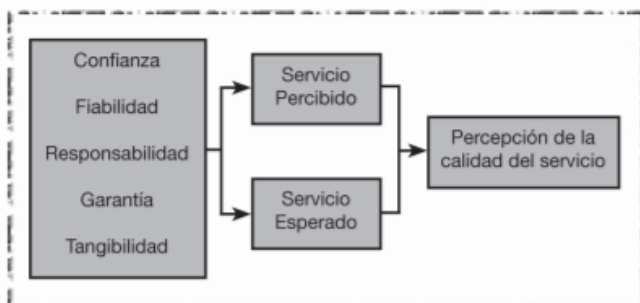 Confianza
Fiabilidad
Responsabilidad
Garantía
Tangibilidad
Servicio
Percibido
Servicio
Esperado
Percepción de la
calidad del servicio